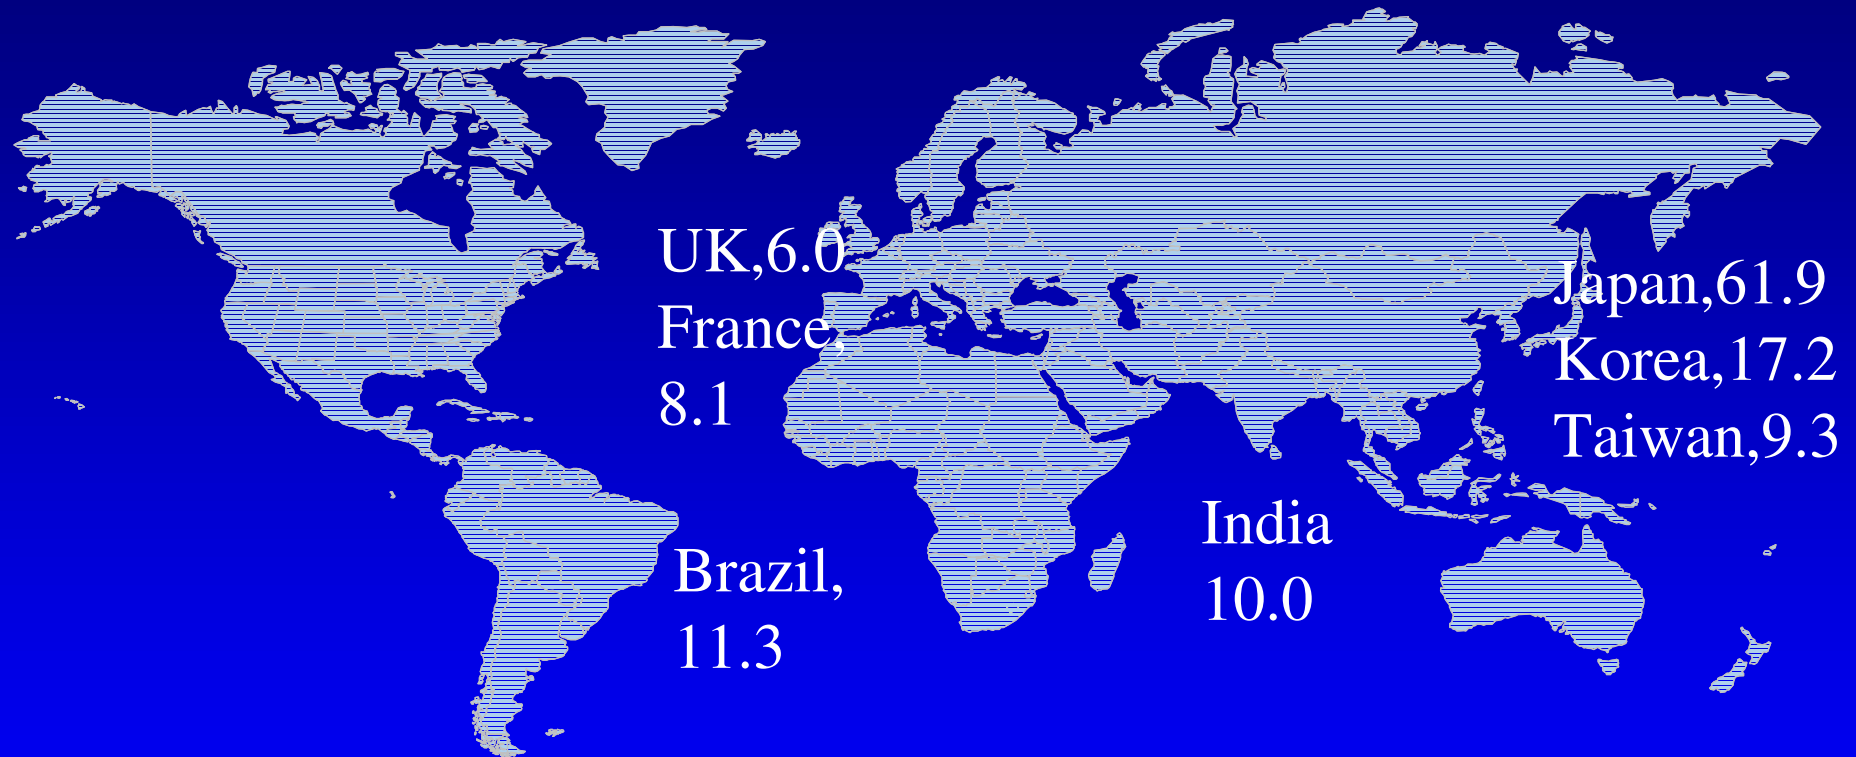 UK,6.0
France,
8.1
Japan,61.9
Korea,17.2
Taiwan,9.3
India
10.0
Brazil,
11.3